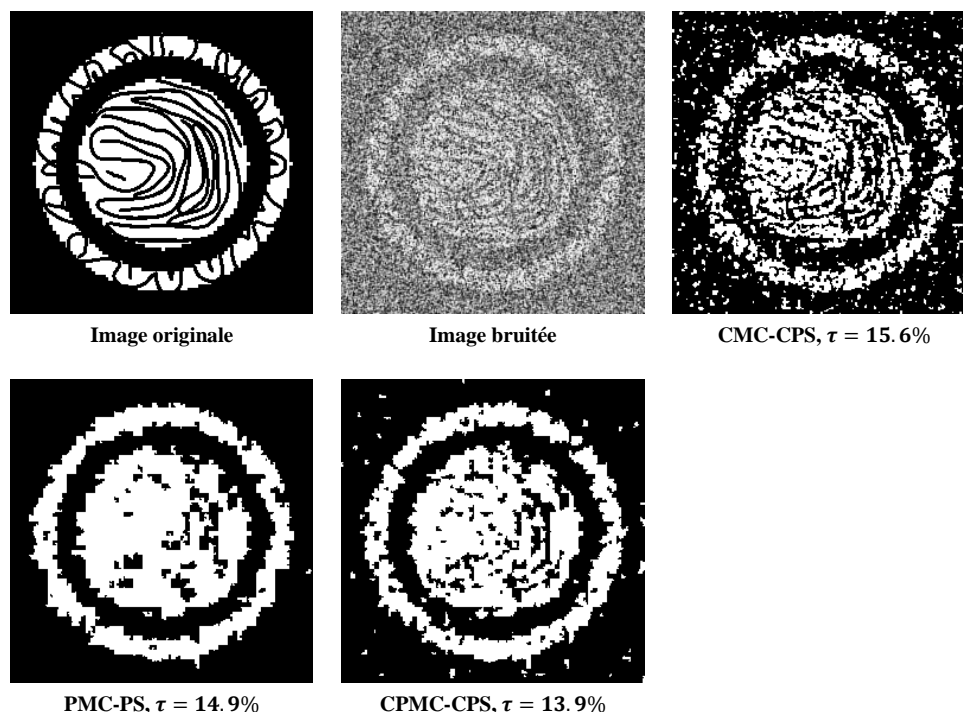 Image originale
Image bruitée
CMC-CPS, τ = 15.6%
PMC-PS, τ = 14.9%
CPMC-CPS, τ = 13.9%